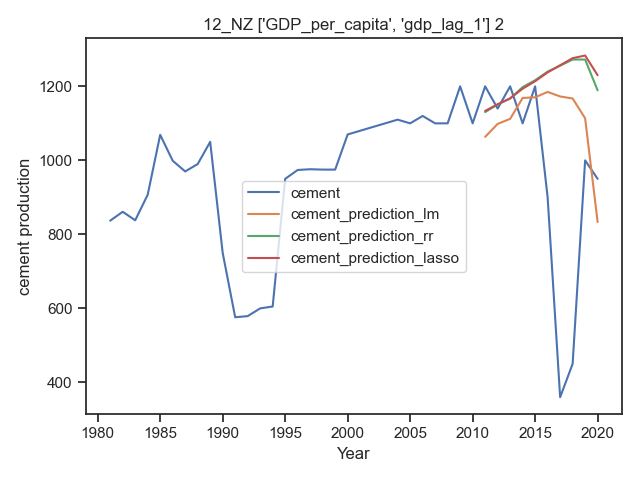 12_NZ ['GDP_per_capita', 'gdp_lag_1'] 2
cement production
1200
1000
800
600
400
cement
cement_prediction_lm
cement_prediction_rr
cement_prediction_lasso
1980 1985 1990 1995 2000 2005 2010 2015 2020
Year